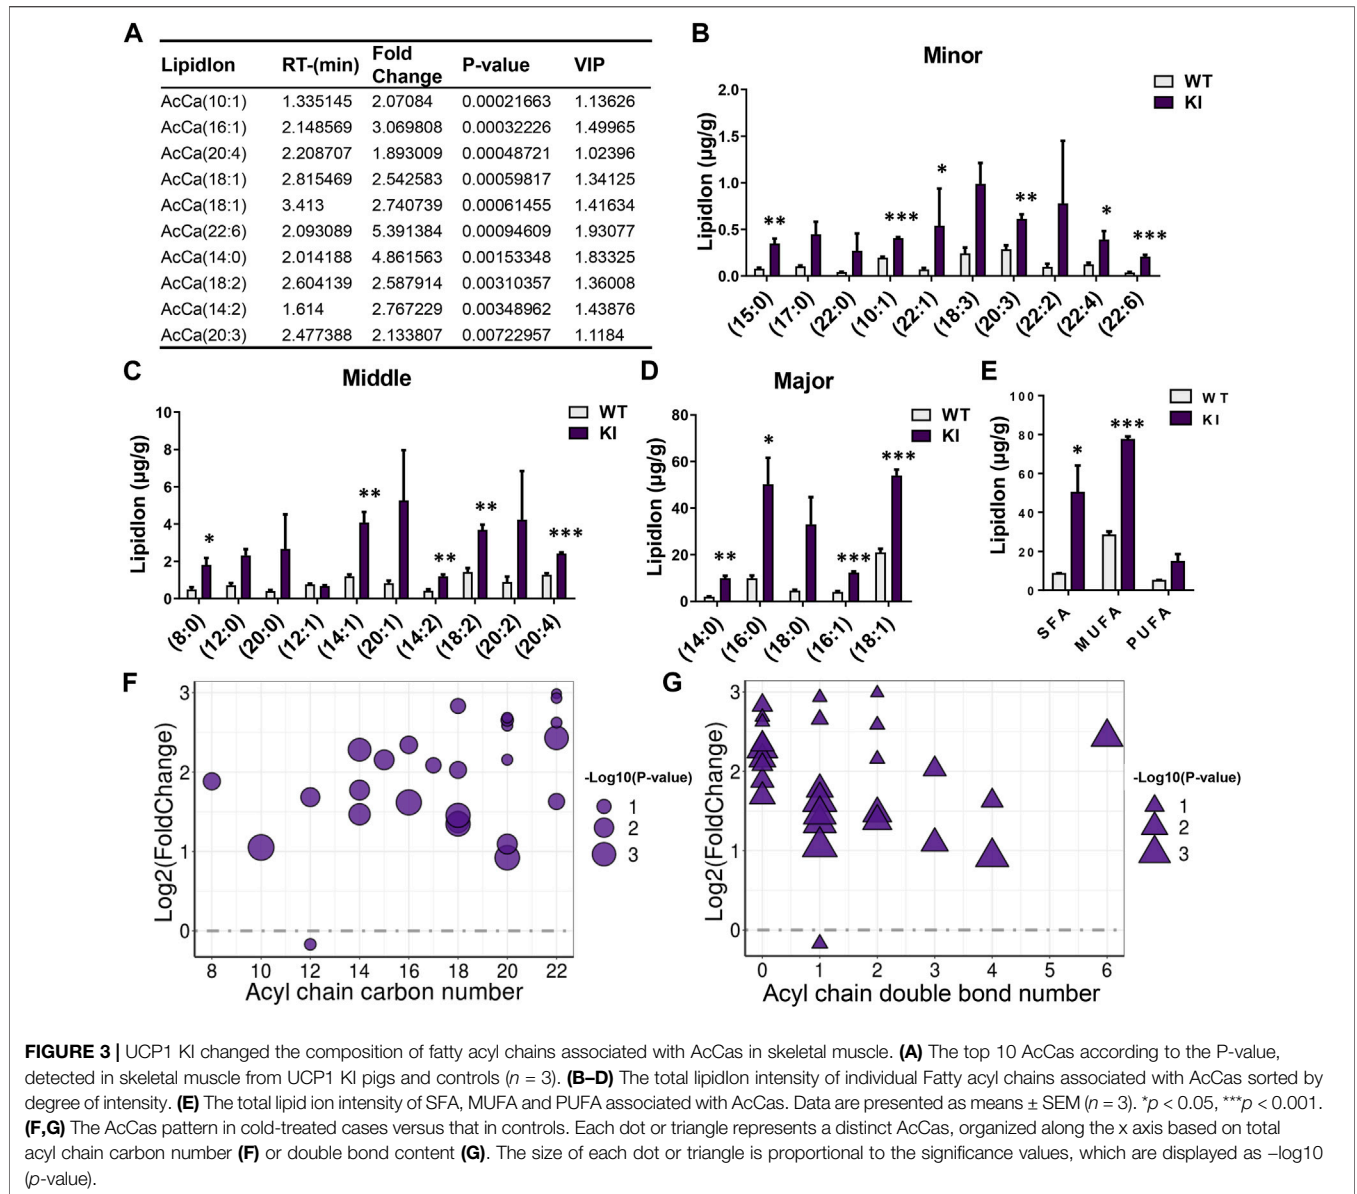 A
LipidIon RT-(min) Fold Change P-value VIP
AcCa(10:1) 1.335145 2.07084 0.00021663 1.13626
AcCa(16:1) 2.148569 3.069808 0.00032226 1.49965
AcCa(20:4) 2.208707 1.893009 0.00048721 1.02396
AcCa(18:1) 2.815469 2.542583 0.00059817 1.34125
AcCa(18:1) 3.413 2.740739 0.00061455 1.41634
AcCa(22:6) 2.093089 5.391384 0.00094609 1.93077
AcCa(14:0) 2.014188 4.861563 0.00153348 1.83325
AcCa(18:2) 2.604139 2.587914 0.00310357 1.36008
AcCa(14:2) 1.614 2.767229 0.00348962 1.43876
AcCa(20:3) 2.477388 2.133807 0.00722957 1.1184
B
Minor
WT
KI
LipidIon (µg/g)
2.0
1.5
1.0
0.5
0.0
** *** * ** * ***
(15:0) (17:0) (22:0) (10:1) (22:1) (18:3) (20:3) (22:2) (22:4) (22:6)
C
Middle
WT
KI
LipidIon (µg/g)
10
8
6
4
2
0
* ** ** ** ***
(8:0) (12:0) (20:0) (12:1) (14:1) (20:1) (14:2) (18:2) (20:2) (20:4)
D
Major
WT
KI
LipidIon (µg/g)
80
60
40
20
0
** * *** ***
(14:0) (16:0) (18:0) (16:1) (18:1)
E
WT
KI
LipidIon (µg/g)
100
80
60
40
20
0
* ***
SFA MUFA PUFA
F
Log2(FoldChange)
3
2
1
0
8 10 12 14 16 18 20 22
Acyl chain carbon number
-Log10(P-value)
1
2
3
G
Log2(FoldChange)
3
2
1
0
0 1 2 3 4 5 6
Acyl chain double bond number
-Log10(P-value)
1
2
3
FIGURE 3 | UCP1 KI changed the composition of fatty acyl chains associated with AcCas in skeletal muscle. (A) The top 10 AcCas according to the P-value,
detected in skeletal muscle from UCP1 KI pigs and controls (n = 3). (B–D) The total lipidIon intensity of individual Fatty acyl chains associated with AcCas sorted by
degree of intensity. (E) The total lipid ion intensity of SFA, MUFA and PUFA associated with AcCas. Data are presented as means ± SEM (n = 3). *p < 0.05, ***p < 0.001.
(F,G) The AcCas pattern in cold-treated cases versus that in controls. Each dot or triangle represents a distinct AcCas, organized along the x axis based on total
acyl chain carbon number (F) or double bond content (G). The size of each dot or triangle is proportional to the significance values, which are displayed as −log10
(p-value).